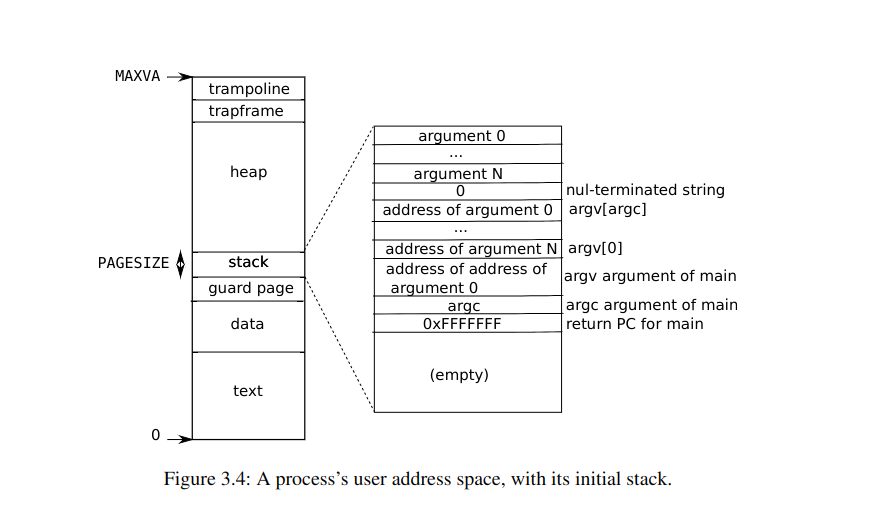 MAXVA
trampoline
trapframe
heap
PAGESIZE
stack
guard page
data
text
0
argument 0
...
argument N
0 nul-terminated string
address of argument 0 argv[argc]
...
address of argument N argv[0]
address of address of
argument 0
argv argument of main
argc argc argument of main
0xFFFFFFF return PC for main
(empty)
Figure 3.4: A process’s user address space, with its initial stack.